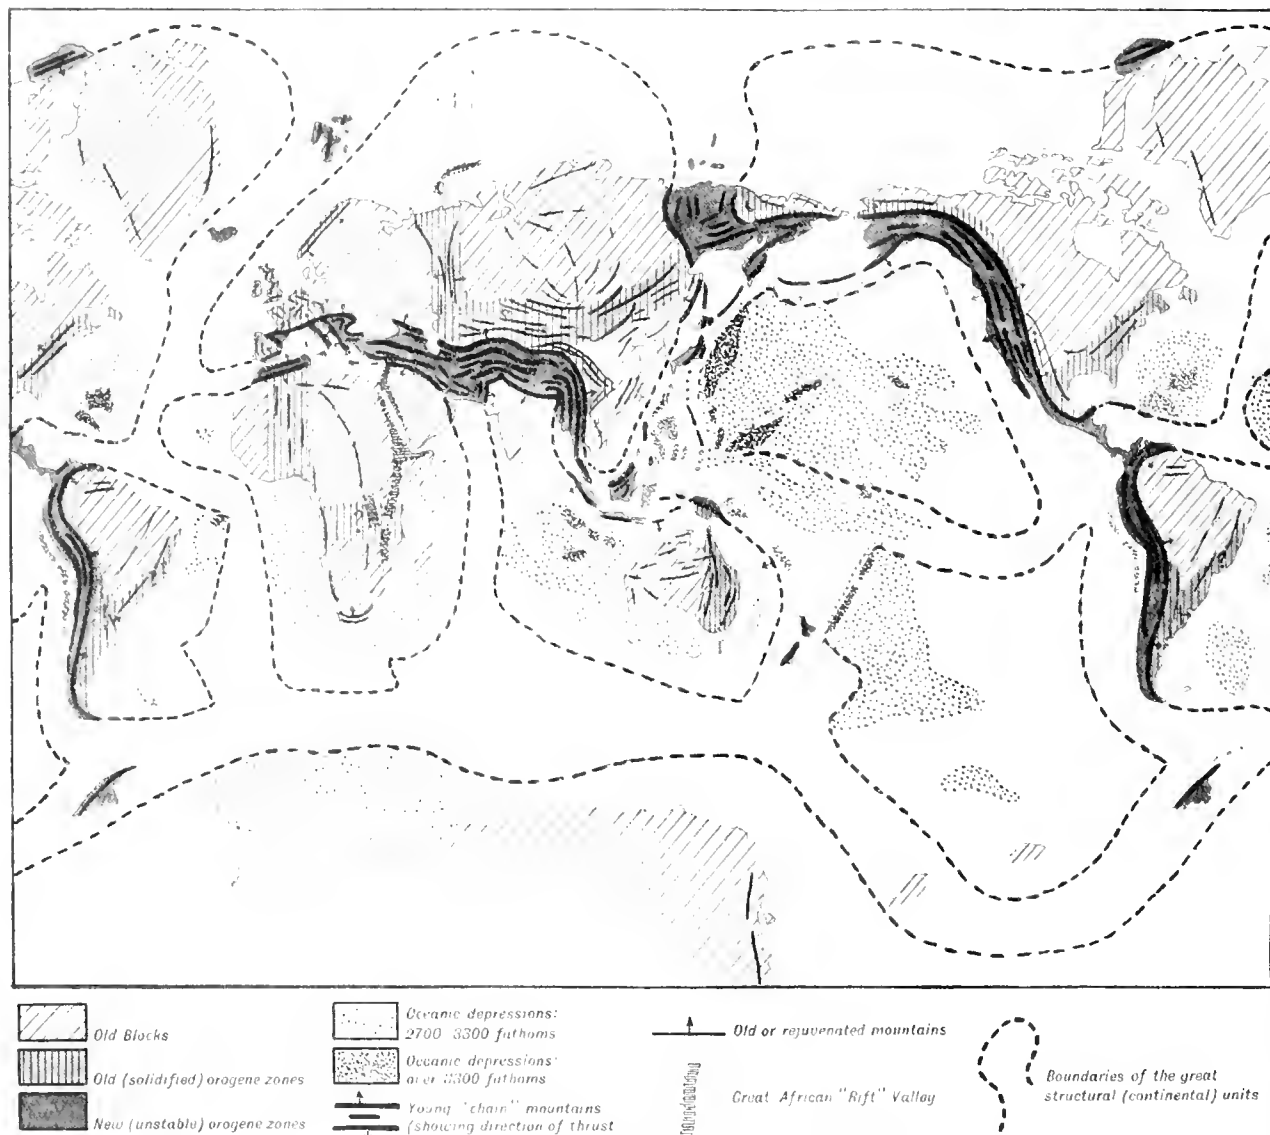 Old Blocks
Old (solidified) orogene zones
New (unstable) orogene zones
Oceanic depressions:
2700 3300 fathoms
Oceanic depressions:
over 3300 fathoms
Young "chain" mountains
(showing direction of thrust
Old or rejuvenated mountains
Great African "Rift" Valley
Boundaries of the great
structural (continental) units